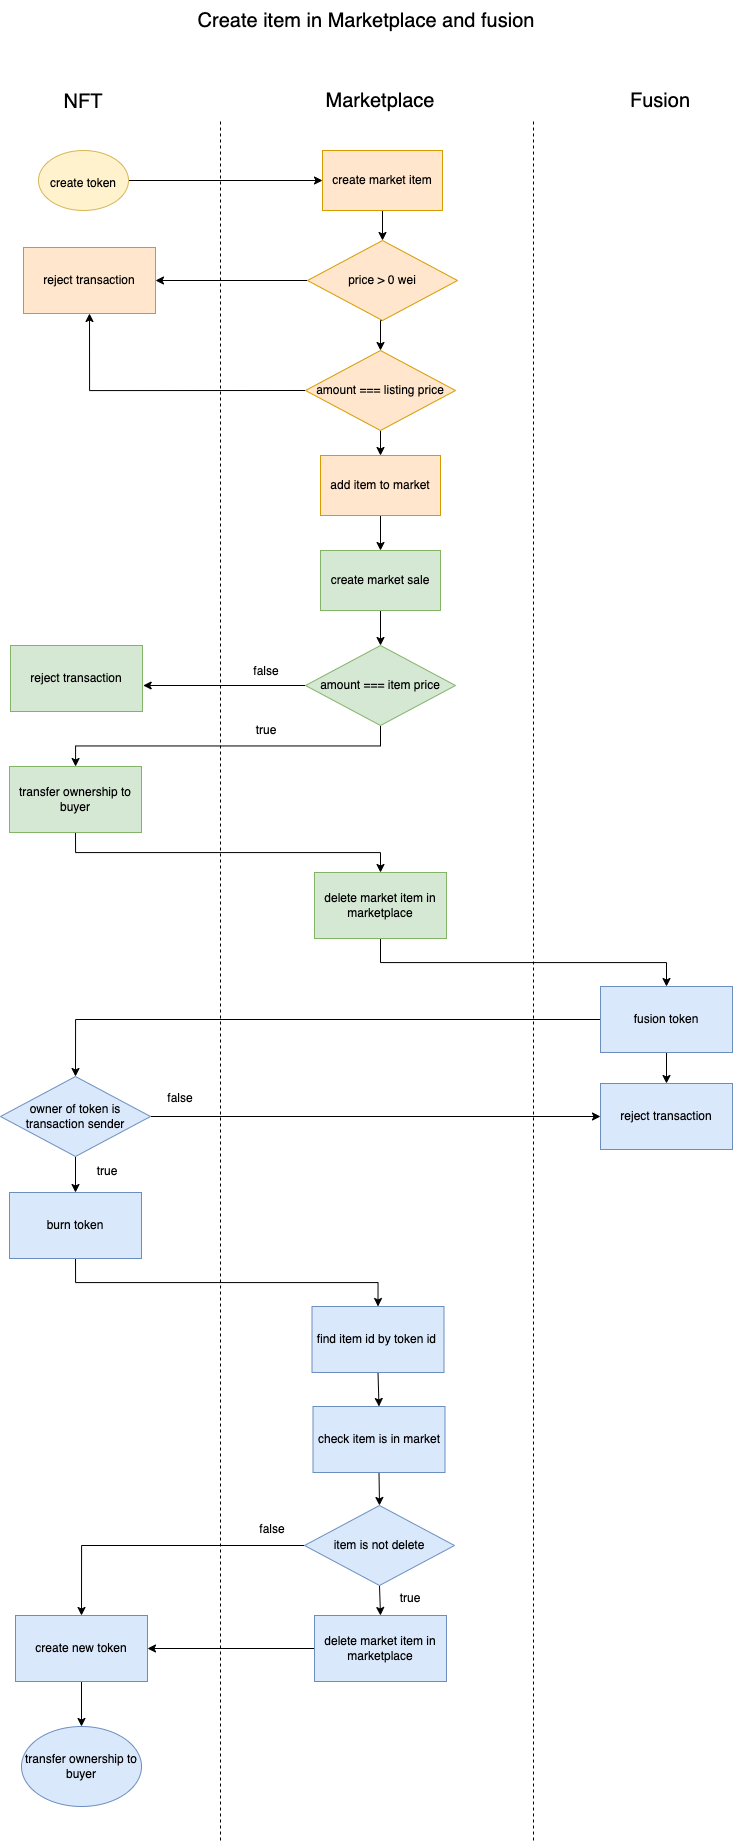 Create item in Marketplace and fusion
NFT
Marketplace
Fusion
create token
create market item
reject transaction
price > 0 wei
amount === listing price
add item to market
create market sale
reject transaction
false
amount === item price
true
transfer ownership to
buyer
delete market item in
marketplace
fusion token
owner of token is
transaction sender
false
reject transaction
true
burn token
find item id by token id
check item is in market
false
item is not delete
true
create new token
delete market item in
marketplace
transfer ownership to
buyer